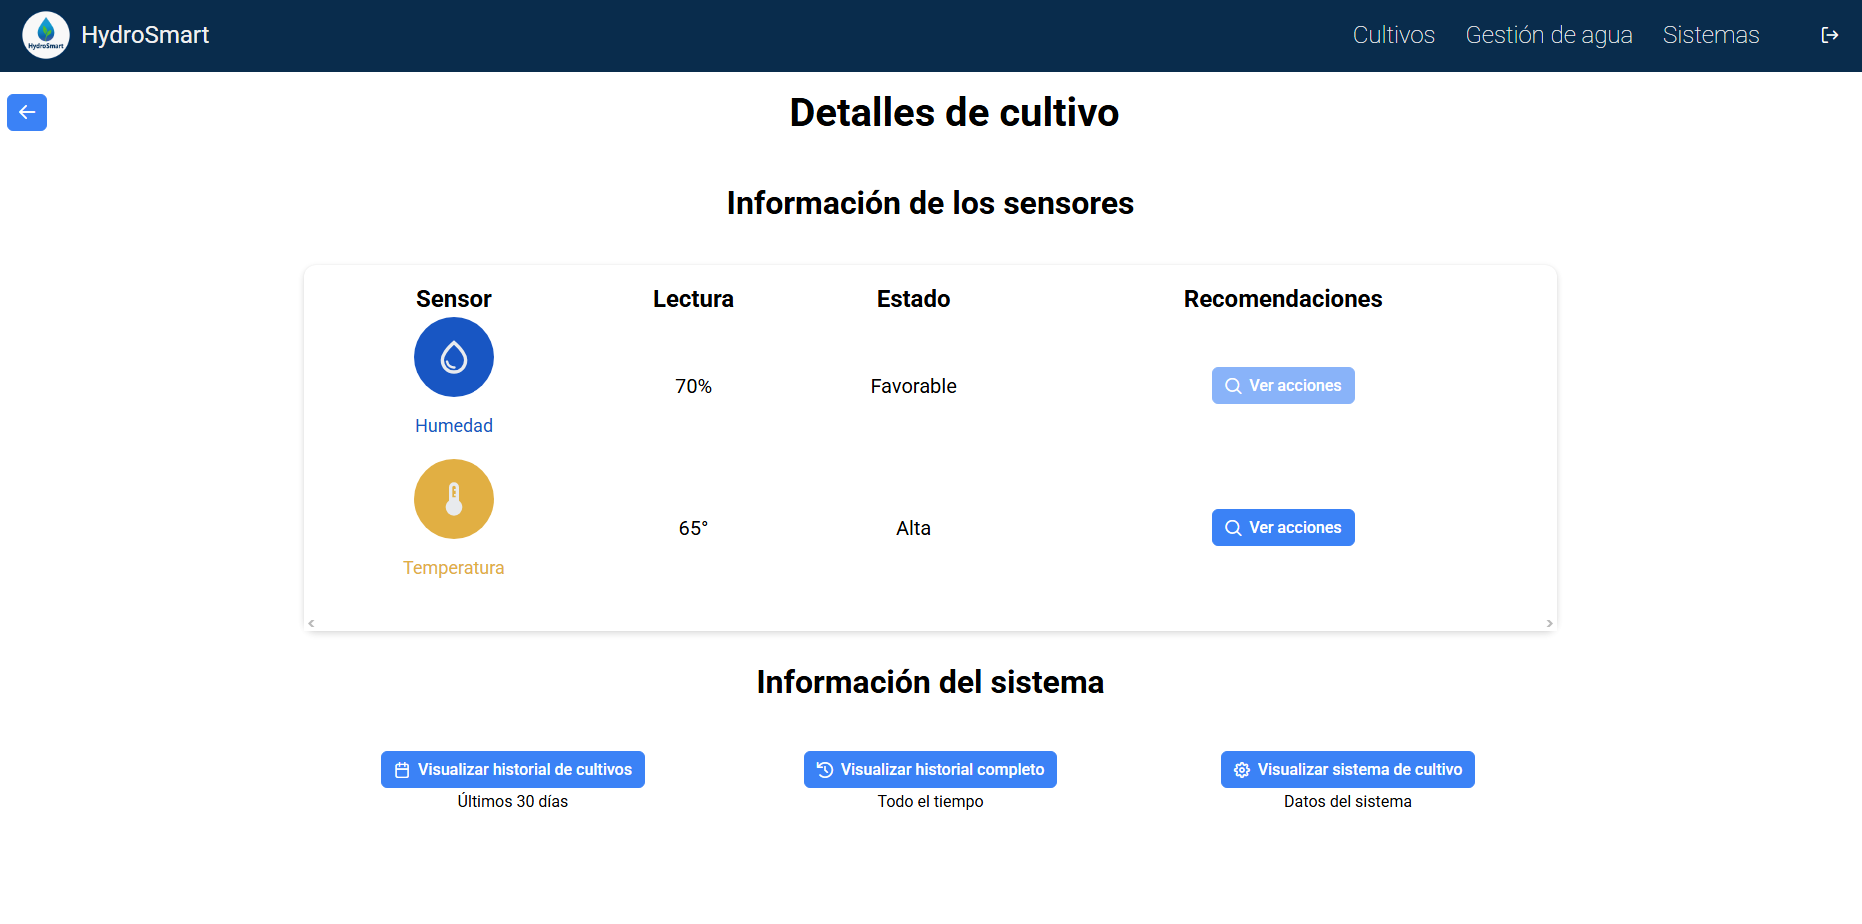 HydroSmart
HydroSmart
Cultivos
Gestión de agua
Sistemas
Detalles de cultivo
Información de los sensores
Sensor
Lectura
Estado
Recomendaciones
Humedad
70%
Favorable
Ver acciones
Temperatura
65°
Alta
Ver acciones
Información del sistema
Visualizar historial de cultivos
Últimos 30 días
Visualizar historial completo
Todo el tiempo
Visualizar sistema de cultivo
Datos del sistema